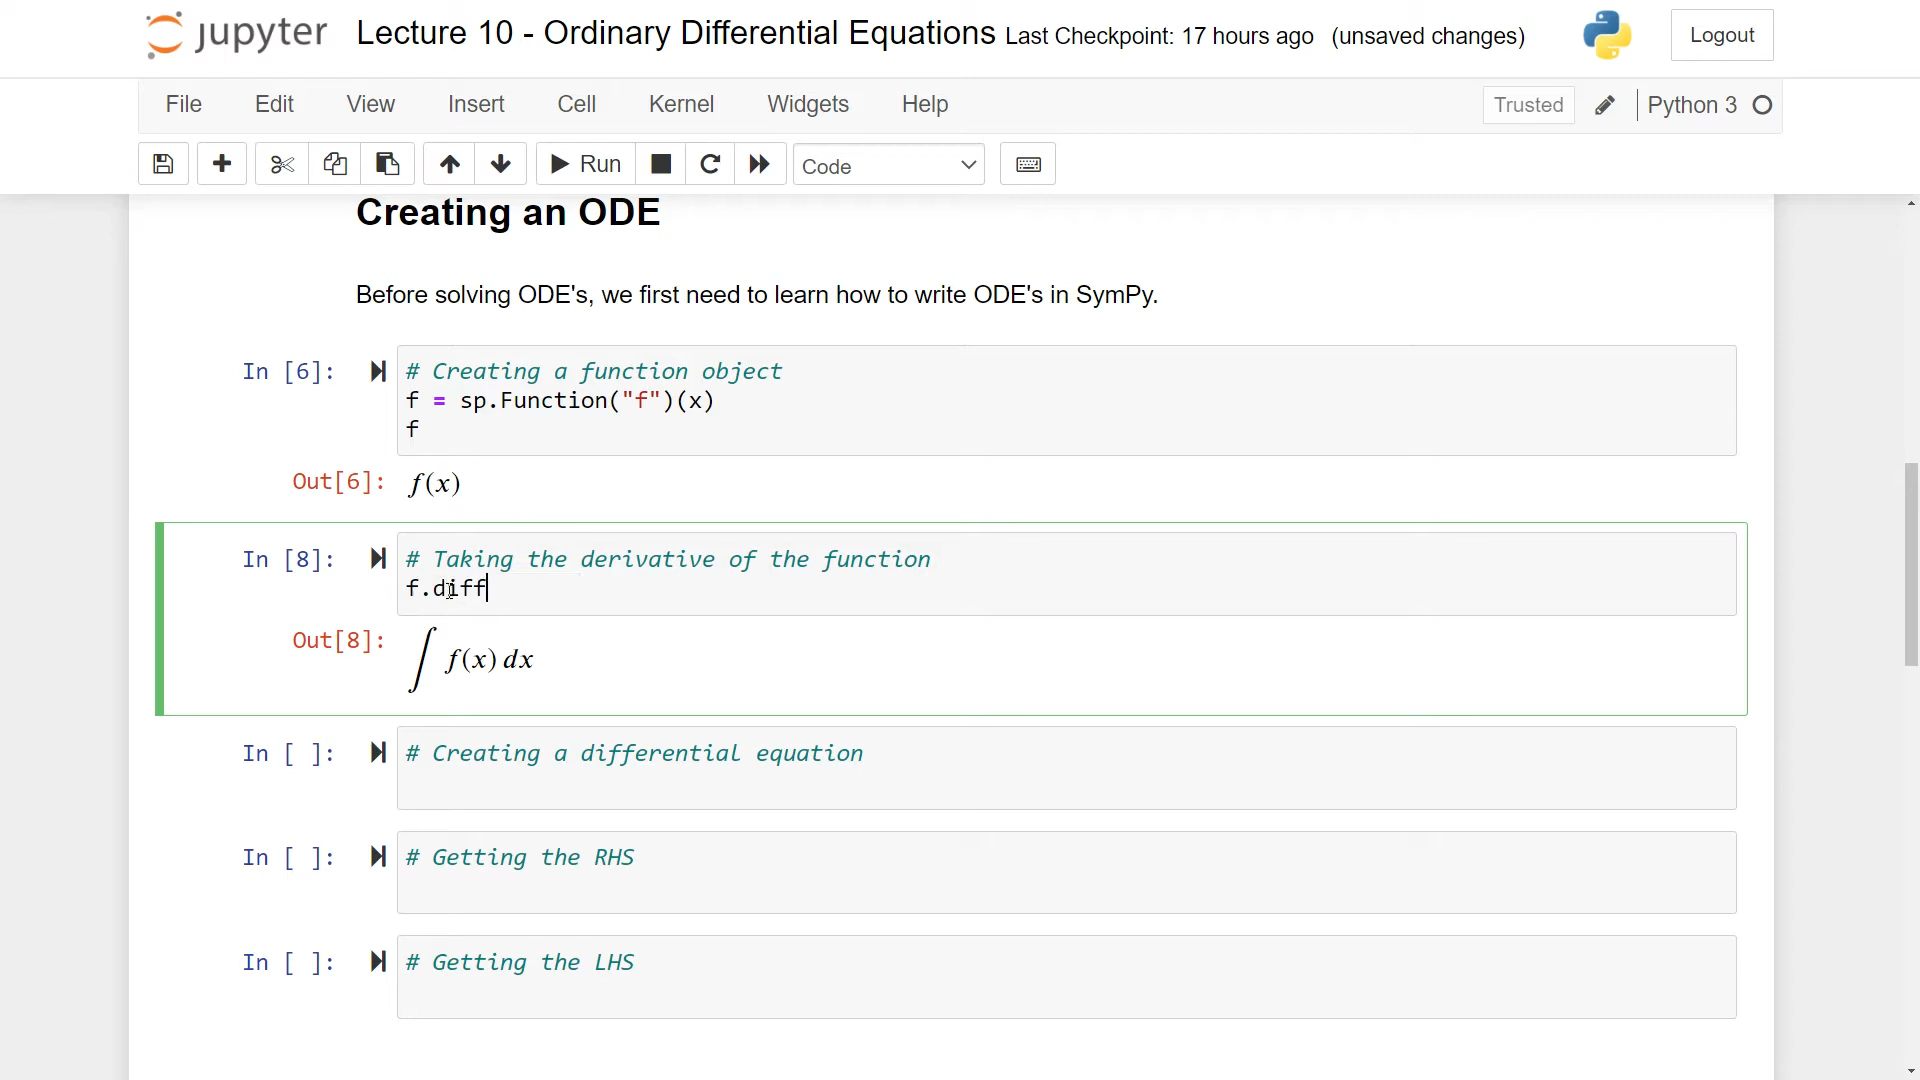 jupyter Lecture 10 - Ordinary Differential Equations Last Checkpoint: 17 hours ago (unsaved changes) Logout
File Edit View Insert Cell Kernel Widgets Help Trusted Python 3
Run Code
Creating an ODE
Before solving ODE's, we first need to learn how to write ODE's in SymPy.
In [6]: # Creating a function object
f = sp.Function("f")(x)
f
Out[6]: f(x)
In [8]: # Taking the derivative of the function
f.diff
Out[8]: ∫ f(x) dx
In [ ]: # Creating a differential equation
In [ ]: # Getting the RHS
In [ ]: # Getting the LHS